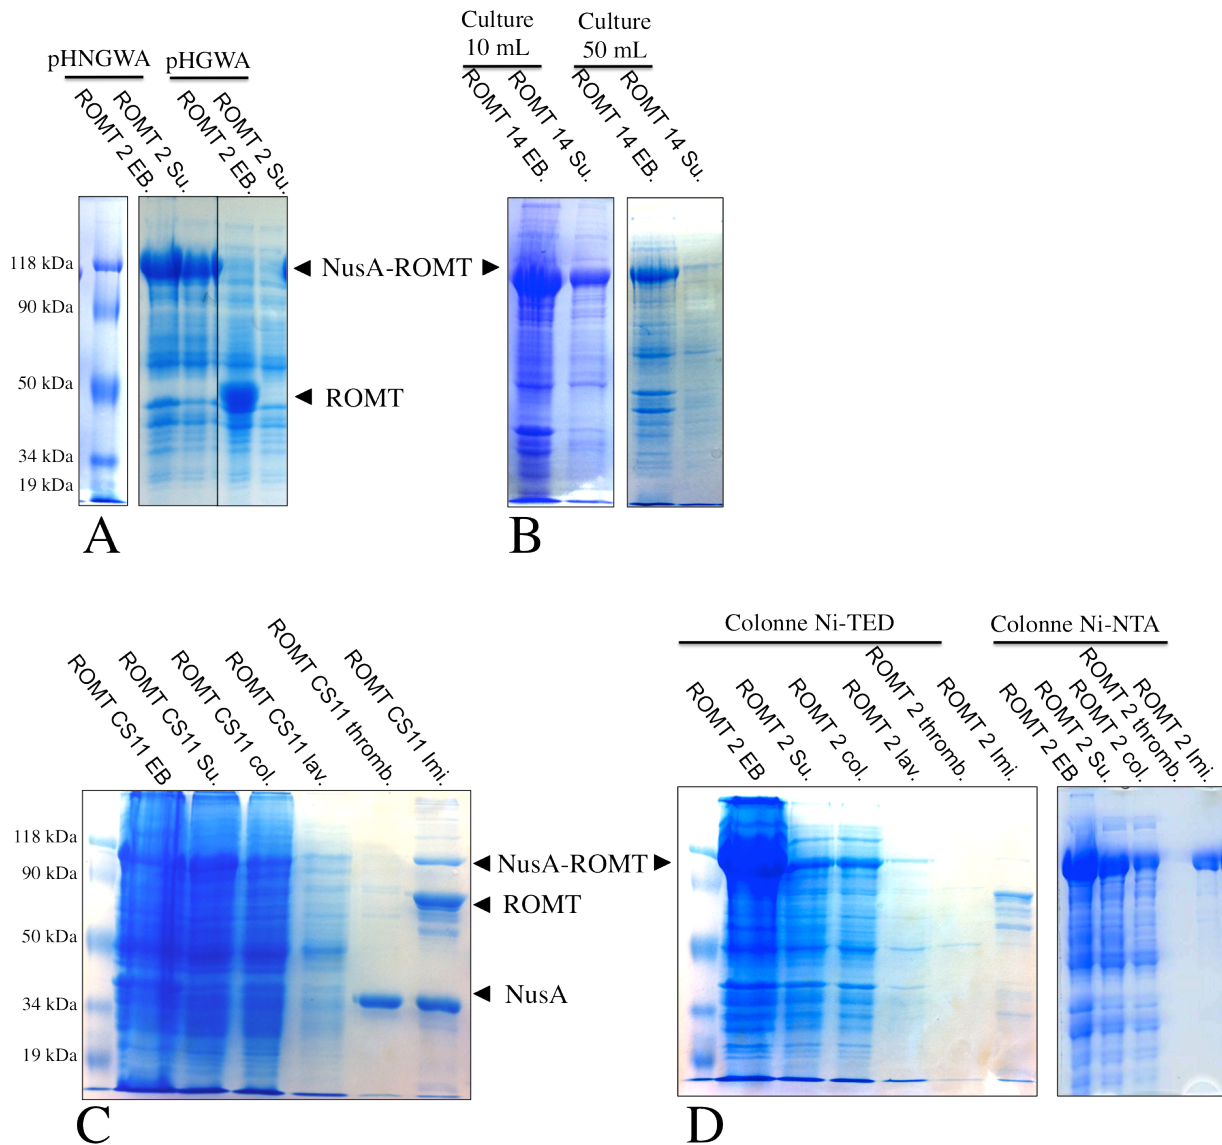 pHNGWA
pHGWA
ROMT 2 EB.
ROMT 2 Su.
ROMT 2 EB.
ROMT 2 Su.
118 kDa
90 kDa
50 kDa
34 kDa
19 kDa
NusA-ROMT
ROMT
A
Culture
10 mL
Culture
50 mL
ROMT 14 EB.
ROMT 14 Su.
ROMT 14 EB.
ROMT 14 Su.
B
ROMT CS11 EB
ROMT CS11 Su.
ROMT CS11 col.
ROMT CS11 lav.
ROMT CS11 thromb.
ROMT CS11 Imi.
118 kDa
90 kDa
50 kDa
34 kDa
19 kDa
NusA-ROMT
ROMT
NusA
C
Colonne Ni-TED
Colonne Ni-NTA
ROMT 2 EB
ROMT 2 Su.
ROMT 2 col.
ROMT 2 lav.
ROMT 2 thromb.
ROMT 2 Imi.
ROMT 2 EB
ROMT 2 Su.
ROMT 2 col.
ROMT 2 thromb.
ROMT 2 Imi.
D